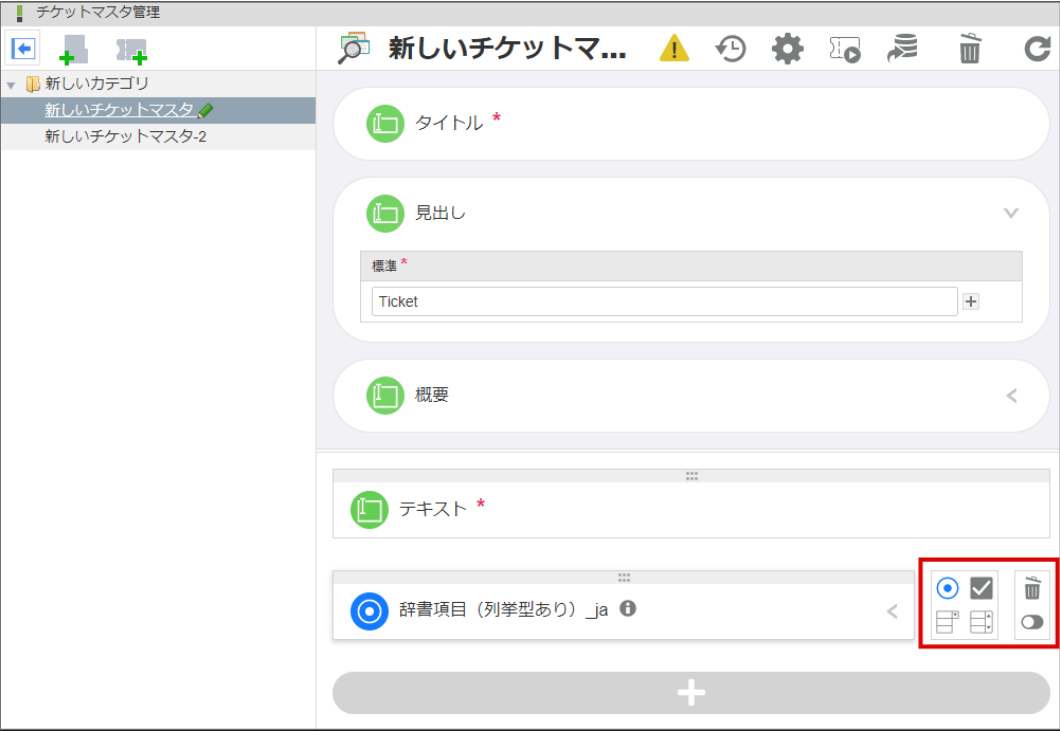 チケットマスタ管理
新しいチケットマ...
新しいカテゴリ
新しいチケットマスタ
新しいチケットマスタ-2
タイトル *
見出し
標準 *
Ticket
概要
テキスト *
辞書項目（列挙型あり）_ja